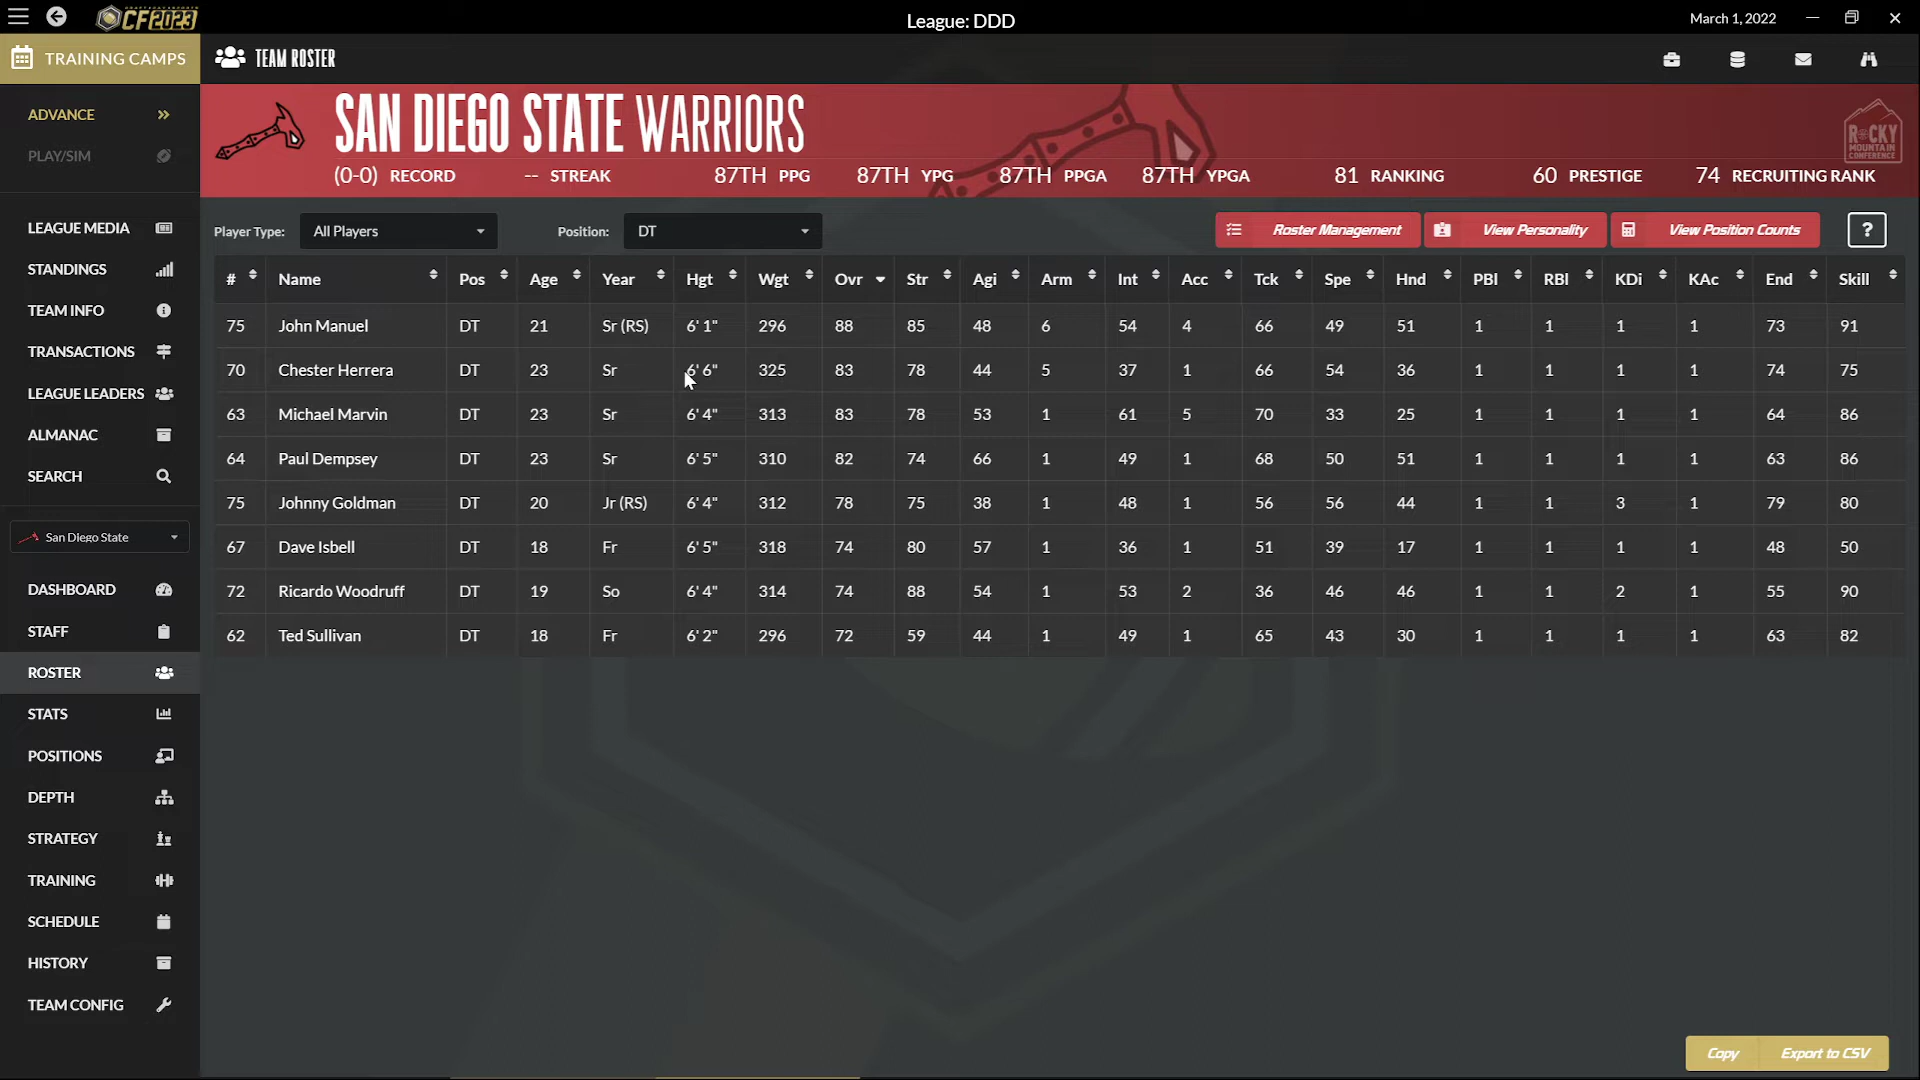 CF2023
League: DDD
March 1, 2022
TRAINING CAMPS
TEAM ROSTER
ADVANCE
PLAY/SIM
SAN DIEGO STATE WARRIORS
ROCKY
MOUNTAIN
CONFERENCE
(0-0) RECORD -- STREAK 87TH PPG 87TH YPG 87TH PPGA 87TH YPGA 81 RANKING 60 PRESTIGE 74 RECRUITING RANK
LEAGUE MEDIA
STANDINGS
TEAM INFO
TRANSACTIONS
LEAGUE LEADERS
ALMANAC
SEARCH
San Diego State
DASHBOARD
STAFF
ROSTER
STATS
POSITIONS
DEPTH
STRATEGY
TRAINING
SCHEDULE
HISTORY
TEAM CONFIG
Player Type: All Players Position: DT Roster Management View Personality View Position Counts ?
# Name Pos Age Year Hgt Wgt Ovr Str Agi Arm Int Acc Tck Spe Hnd PBl RBl KDi KAc End Skill
75 John Manuel DT 21 Sr (RS) 6' 1" 296 88 85 48 6 54 4 66 49 51 1 1 1 1 73 91
70 Chester Herrera DT 23 Sr 6' 6" 325 83 78 44 5 37 1 66 54 36 1 1 1 1 74 75
63 Michael Marvin DT 23 Sr 6' 4" 313 83 78 53 1 61 5 70 33 25 1 1 1 1 64 86
64 Paul Dempsey DT 23 Sr 6' 5" 310 82 74 66 1 49 1 68 50 51 1 1 1 1 63 86
75 Johnny Goldman DT 20 Jr (RS) 6' 4" 312 78 75 38 1 48 1 56 56 44 1 1 3 1 79 80
67 Dave Isbell DT 18 Fr 6' 5" 318 74 80 57 1 36 1 51 39 17 1 1 1 1 48 50
72 Ricardo Woodruff DT 19 So 6' 4" 314 74 88 54 1 53 2 36 46 46 1 1 2 1 55 90
62 Ted Sullivan DT 18 Fr 6' 2" 296 72 59 44 1 49 1 65 43 30 1 1 1 1 63 82
Copy Export to CSV